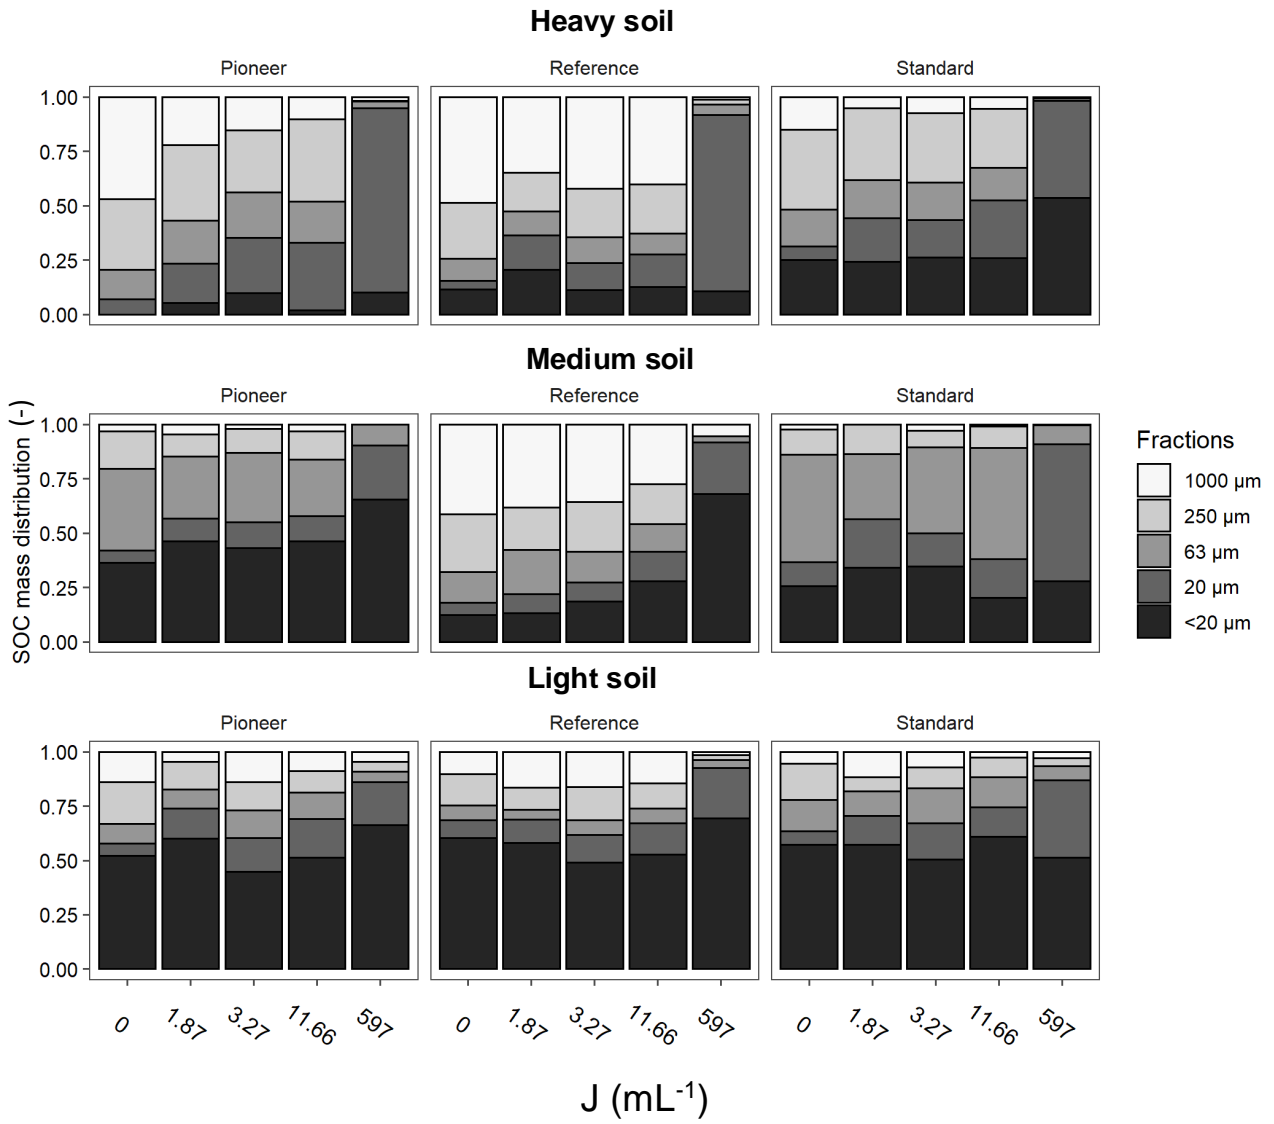 Heavy soil
Pioneer Reference Standard
1.00
0.75
0.50
0.25
0.00
Medium soil
Pioneer Reference Standard
SOC mass distribution (-)
1.00
0.75
0.50
0.25
0.00
Fractions
1000 µm
250 µm
63 µm
20 µm
<20 µm
Light soil
Pioneer Reference Standard
1.00
0.75
0.50
0.25
0.00
0 1.87 3.27 11.66 597 0 1.87 3.27 11.66 597 0 1.87 3.27 11.66 597
J (mL⁻¹)